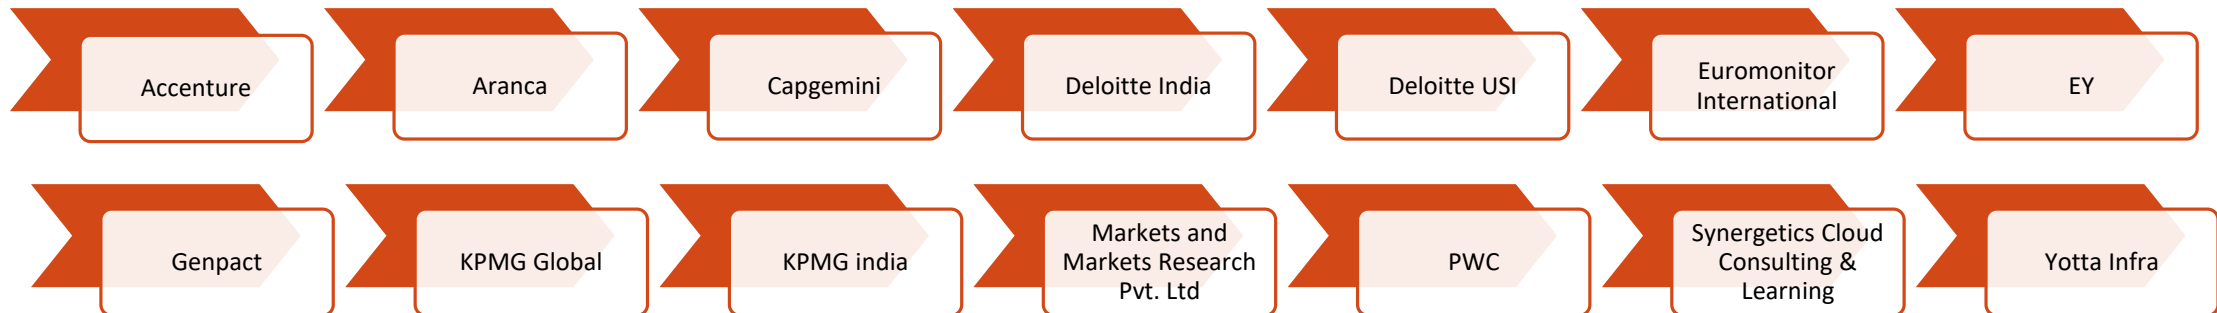 Accenture
Aranca
Capgemini
Deloitte India
Deloitte USI
Euromonitor
International
EY
Genpact
KPMG Global
KPMG india
Markets and
Markets Research
Pvt. Ltd
PWC
Synergetics Cloud
Consulting &
Learning
Yotta Infra